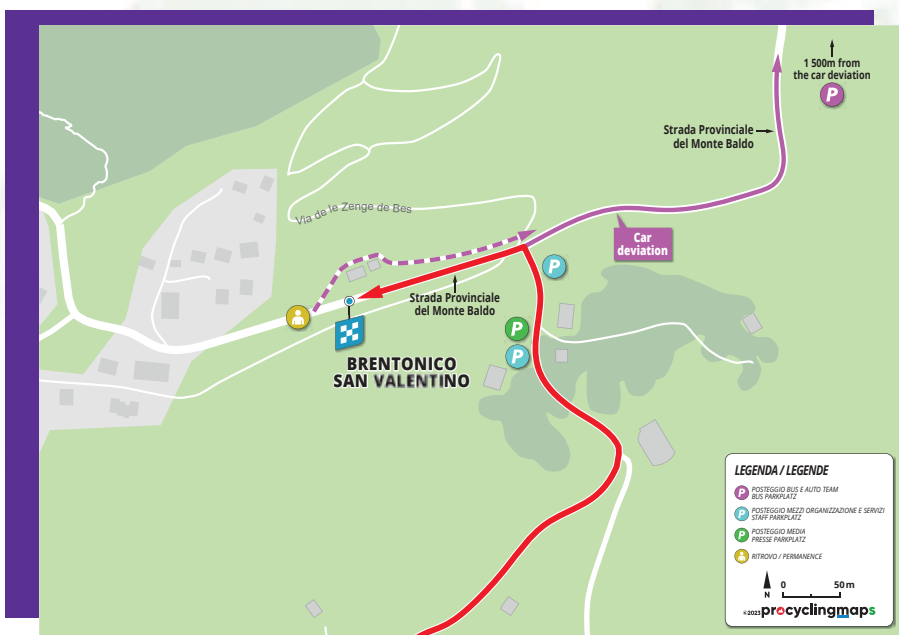 1 500m from
the car deviation
P
Strada Provinciale
del Monte Baldo
Via de le Zenge de Bes
Car
deviation
P
Strada Provinciale
del Monte Baldo
P
P
BRENTONICO
SAN VALENTINO
LEGENDA / LEGENDE
P POSTEGGIO BUS E AUTO TEAM
BUS PARKPLATZ
P POSTEGGIO MEZZI ORGANIZZAZIONE E SERVIZI
STAFF PARKPLATZ
P POSTEGGIO MEDIA
PRESSE PARKPLATZ
RITROVO / PERMANENCE
0 50 m
N
©2023 procyclingmaps